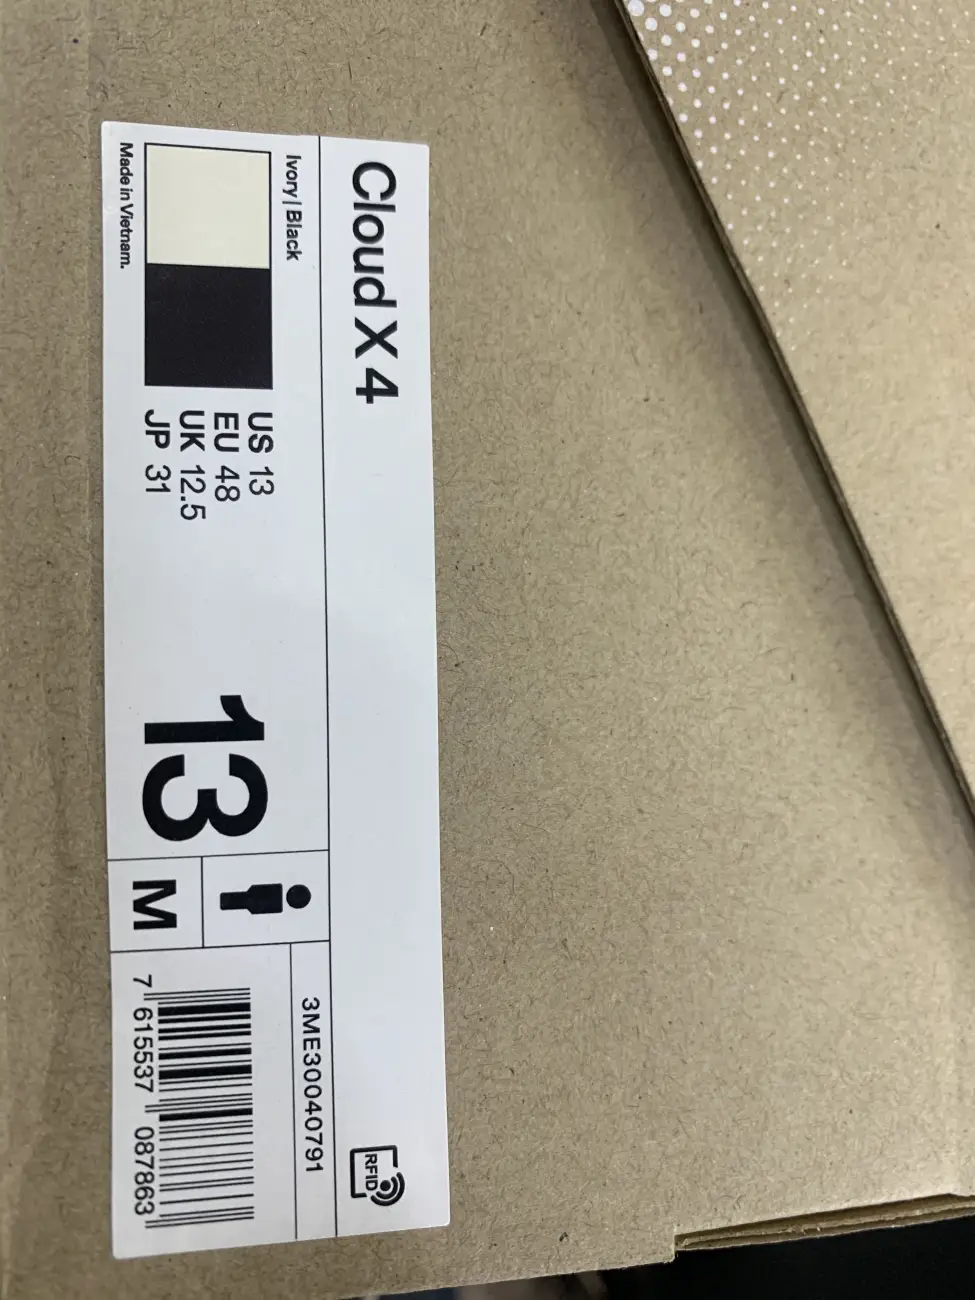 Cloud X 4
RFID
Ivory | Black
Made in Vietnam.
US 13
EU 48
UK 12.5
JP 31
13
M
3ME30040791
7 615537 087863